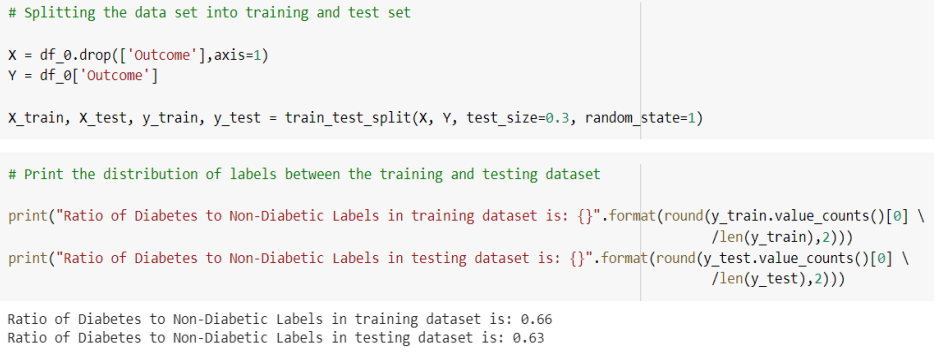 # Splitting the data set into training and test set
X = df_0.drop(['Outcome'],axis=1)
Y = df_0['Outcome']
X_train, X_test, y_train, y_test = train_test_split(X, Y, test_size=0.3, random_state=1)
# Print the distribution of labels between the training and testing dataset
print("Ratio of Diabetes to Non-Diabetic Labels in training dataset is: {}".format(round(y_train.value_counts()[0] \
/len(y_train),2)))
print("Ratio of Diabetes to Non-Diabetic Labels in testing dataset is: {}".format(round(y_test.value_counts()[0] \
/len(y_test),2)))
Ratio of Diabetes to Non-Diabetic Labels in training dataset is: 0.66
Ratio of Diabetes to Non-Diabetic Labels in testing dataset is: 0.63